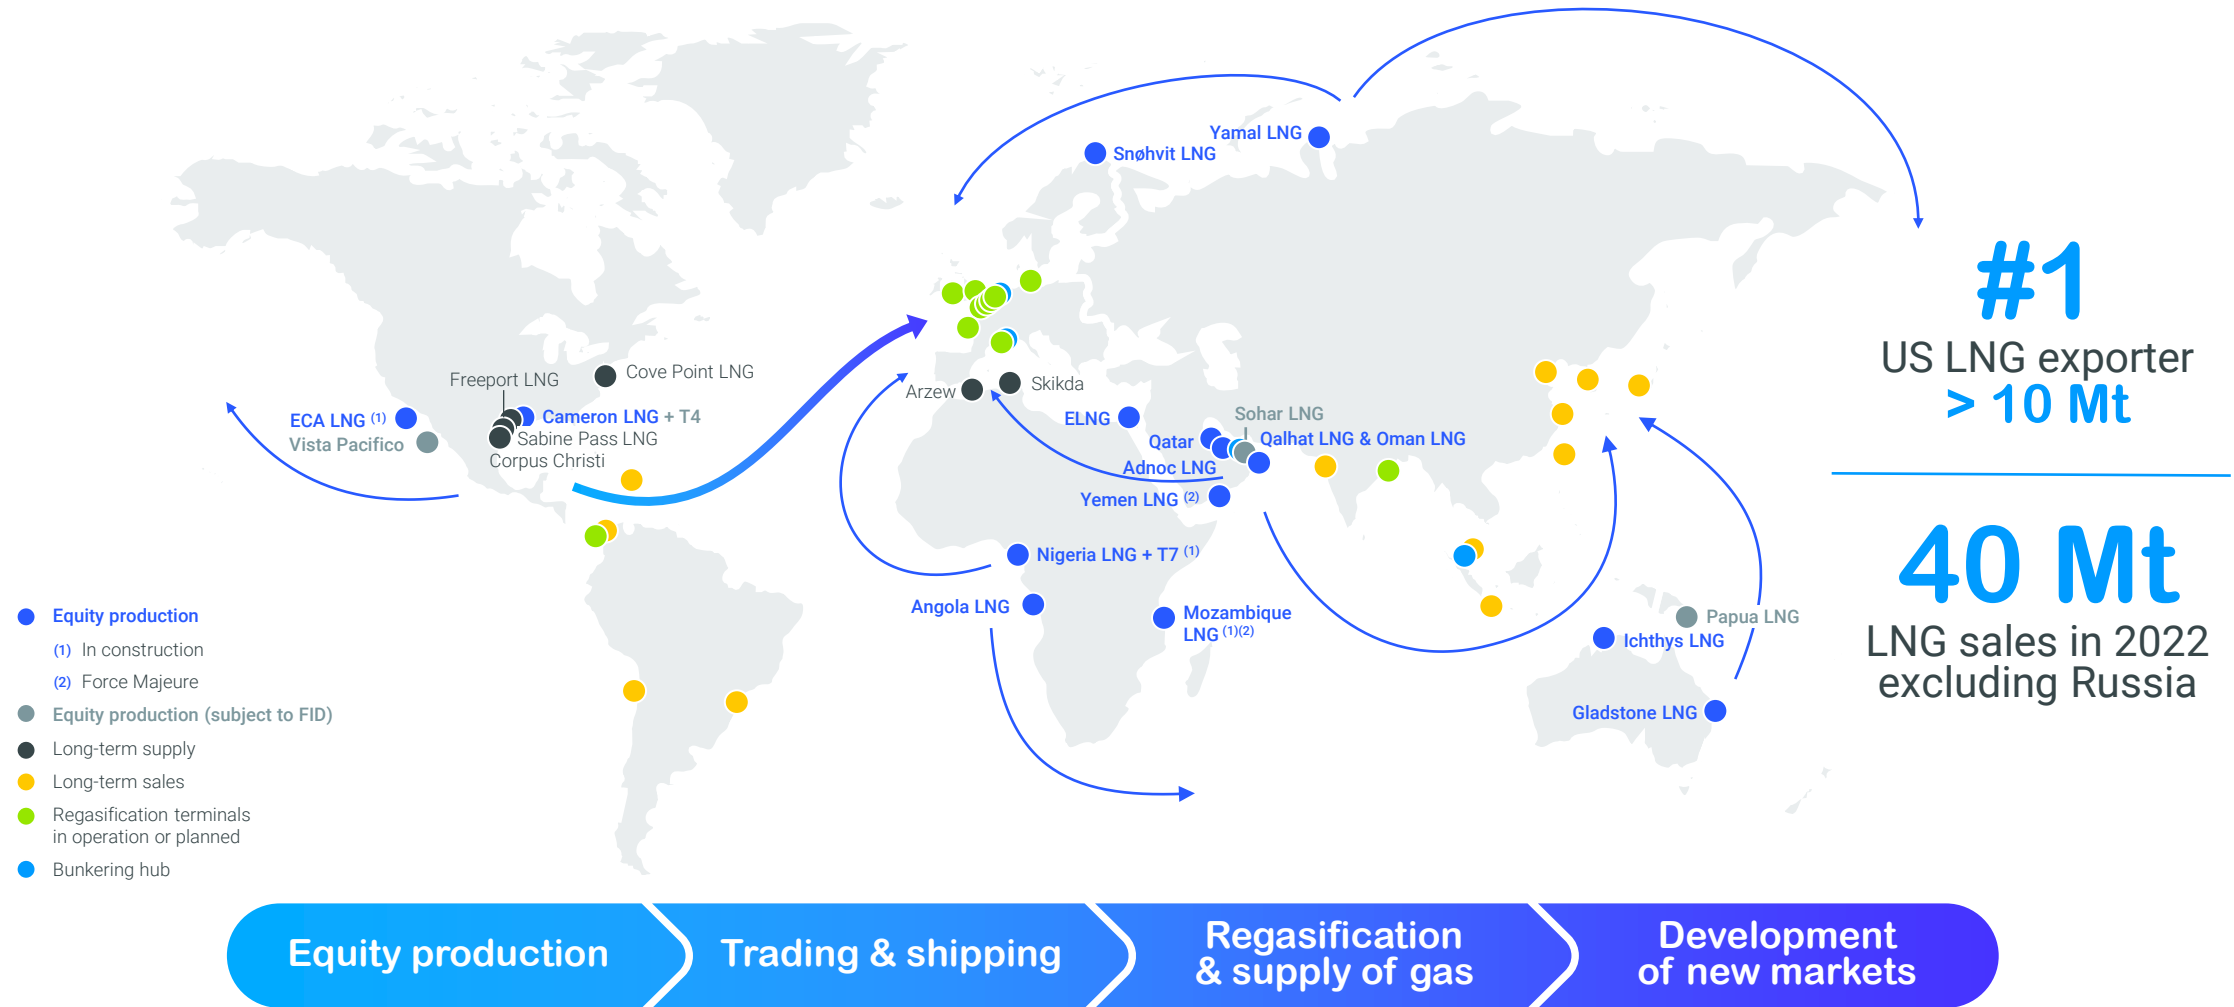 Yamal LNG
Snøhvit LNG
#1
US LNG exporter
> 10 Mt
Freeport LNG
Cove Point LNG
Arzew
Skikda
ECA LNG (1)
Cameron LNG + T4
Vista Pacifico
Sabine Pass LNG
Corpus Christi
ELNG
Sohar LNG
Qatar
Qalhat LNG & Oman LNG
Adnoc LNG
Yemen LNG (2)
Nigeria LNG + T7 (1)
Angola LNG
Mozambique
LNG (1)(2)
Papua LNG
Ichthys LNG
Gladstone LNG
40 Mt
LNG sales in 2022
excluding Russia
Equity production
(1) In construction
(2) Force Majeure
Equity production (subject to FID)
Long-term supply
Long-term sales
Regasification terminals
in operation or planned
Bunkering hub
Equity production
Trading & shipping
Regasification
& supply of gas
Development
of new markets